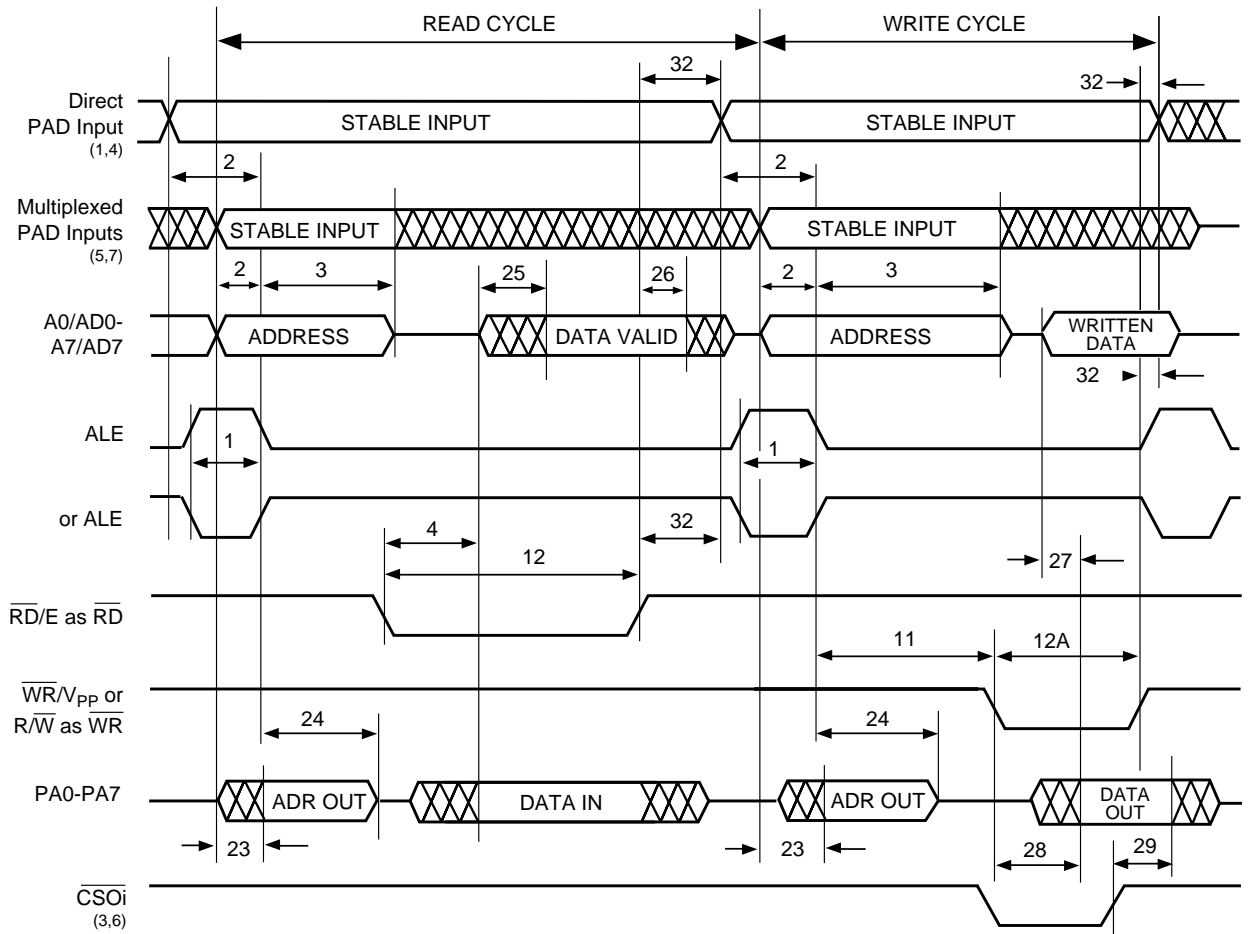 READ CYCLE WRITE CYCLE
32 32
Direct
PAD Input
(1,4)
STABLE INPUT STABLE INPUT
2 2
Multiplexed
PAD Inputs
(5,7)
STABLE INPUT STABLE INPUT
2 3 25 26 2 3
A0/AD0-
A7/AD7
ADDRESS DATA VALID ADDRESS WRITTEN
DATA
32
ALE
1 1
or ALE
4 32
12 27
RD/E as RD
11 12A
WR/VPP or
R/W as WR
24 24
PA0-PA7
ADR OUT DATA IN ADR OUT DATA
OUT
23 23 28 29
CSOi
(3,6)